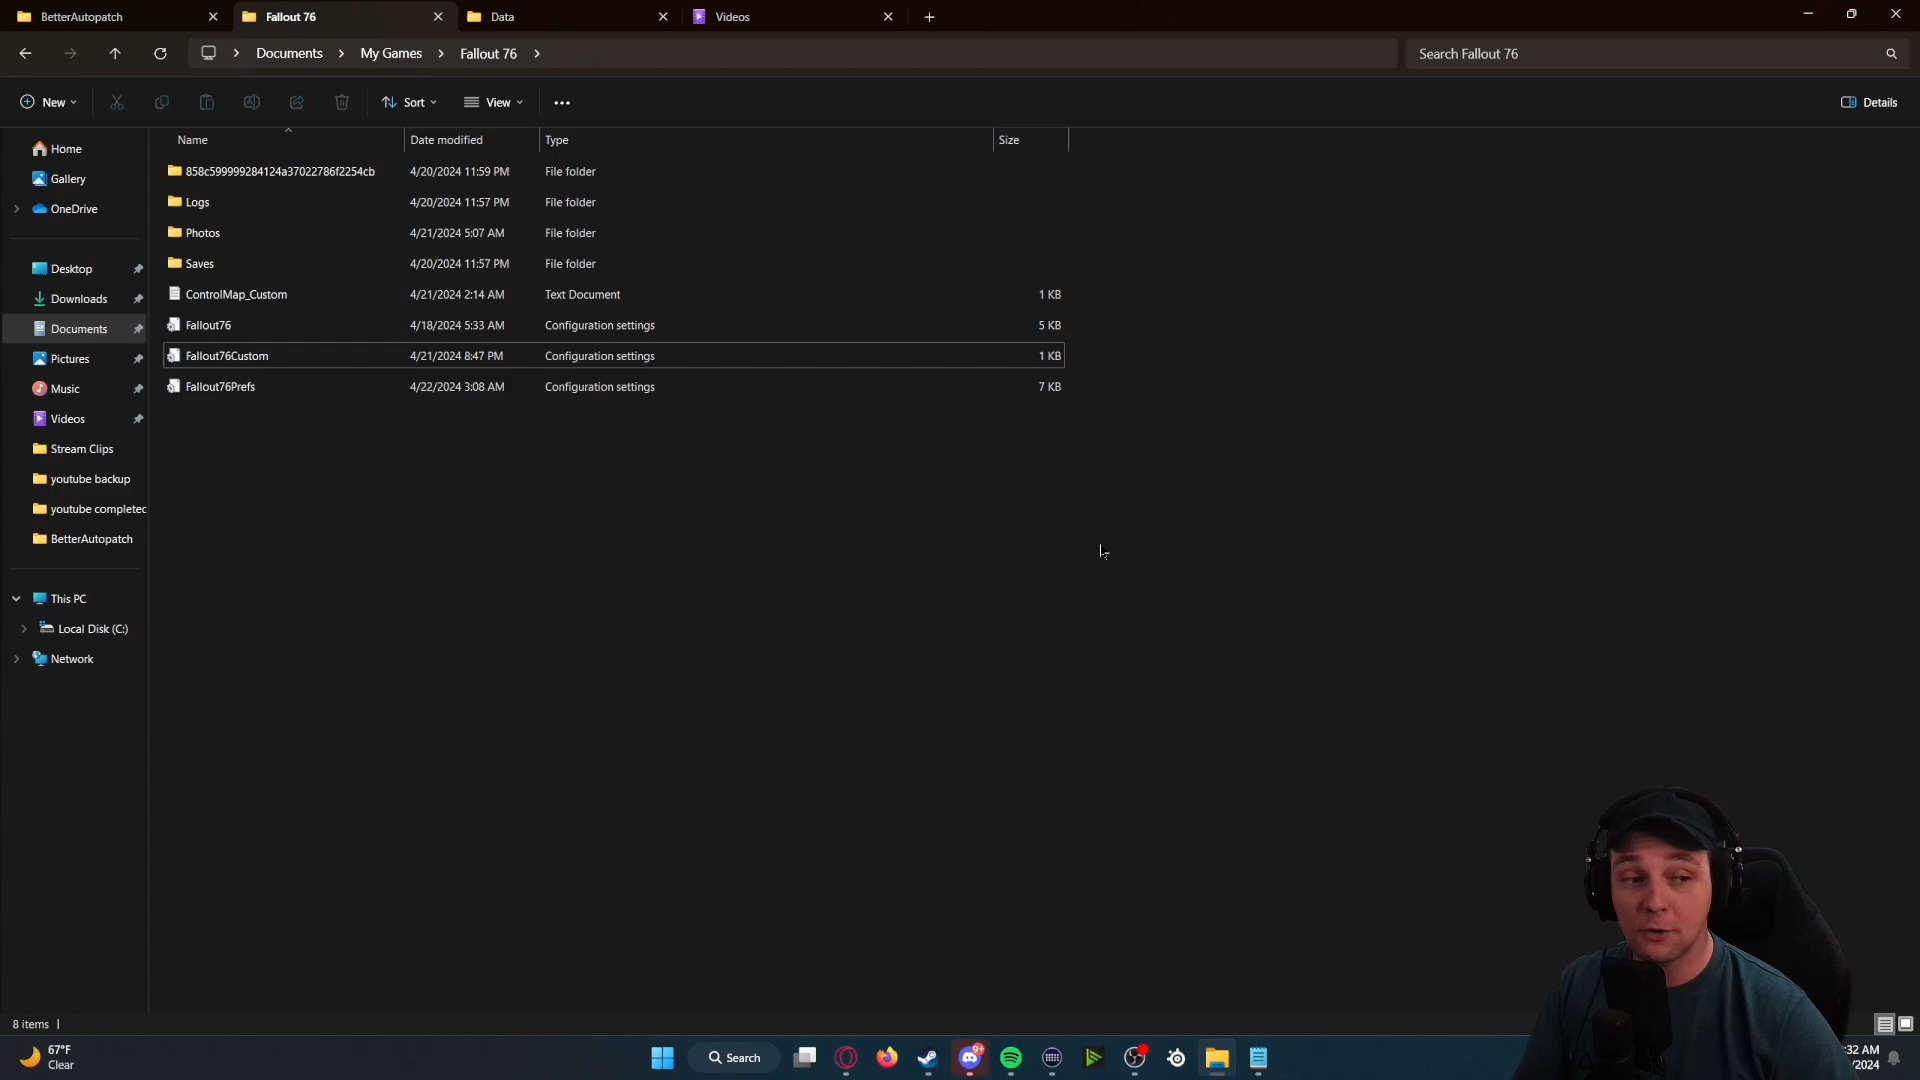 BetterAutopatch
Fallout 76
Data
Videos
Documents
My Games
Fallout 76
Search Fallout 76
New
Sort
View
Details
Name
Date modified
Type
Size
858c599999284124a37022786f2254cb 4/20/2024 11:59 PM File folder
Logs 4/20/2024 11:57 PM File folder
Photos 4/21/2024 5:07 AM File folder
Saves 4/20/2024 11:57 PM File folder
ControlMap_Custom 4/21/2024 2:14 AM Text Document 1 KB
Fallout76 4/18/2024 5:33 AM Configuration settings 5 KB
Fallout76Custom 4/21/2024 8:47 PM Configuration settings 1 KB
Fallout76Prefs 4/22/2024 3:08 AM Configuration settings 7 KB
Home
Gallery
OneDrive
Desktop
Downloads
Documents
Pictures
Music
Videos
Stream Clips
youtube backup
youtube completec
BetterAutopatch
This PC
Local Disk (C:)
Network
8 items
67°F
Clear
Search
9+
:32 AM
/2024